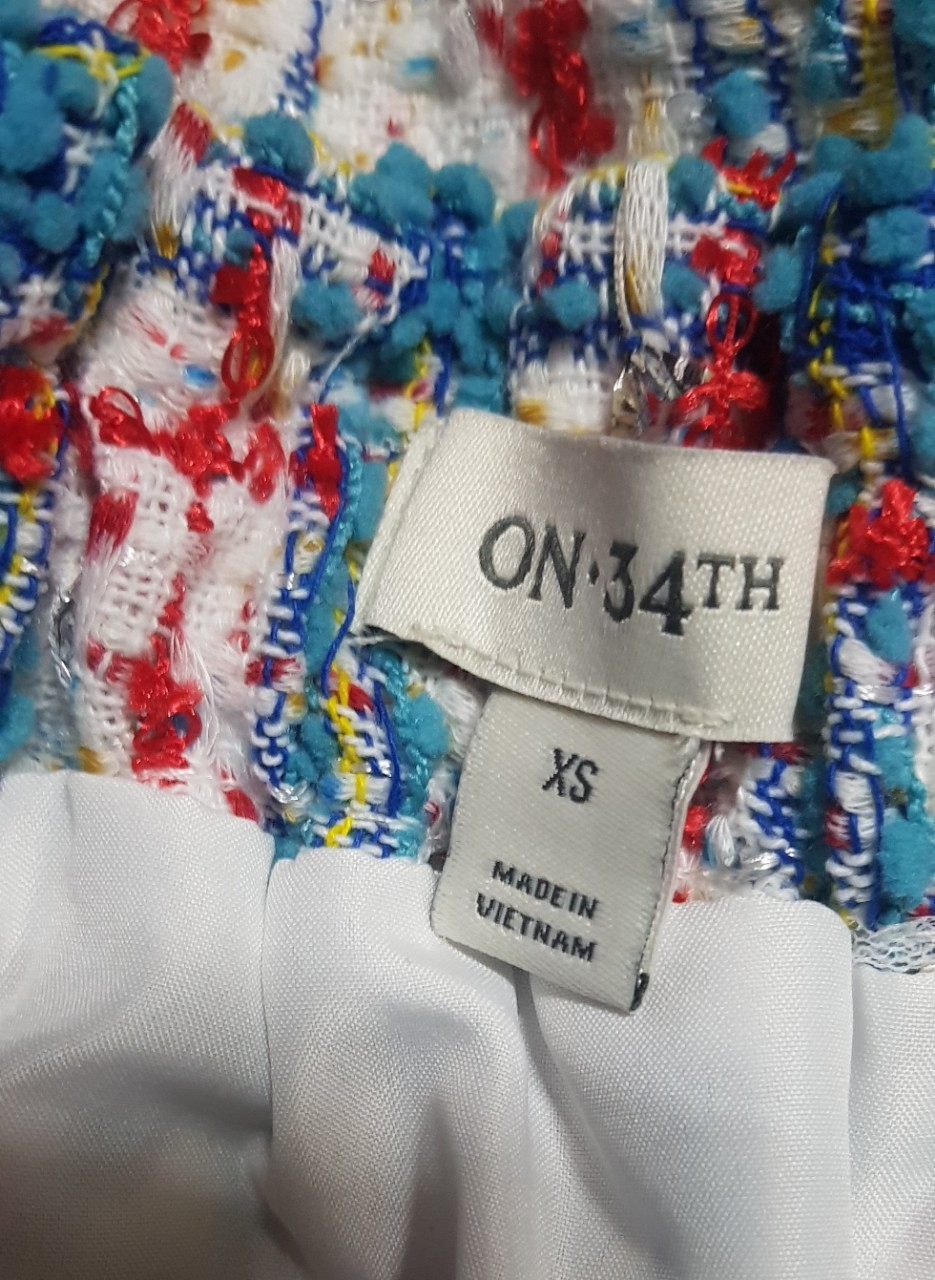 ON·34TH
XS
MADE IN
VIETNAM